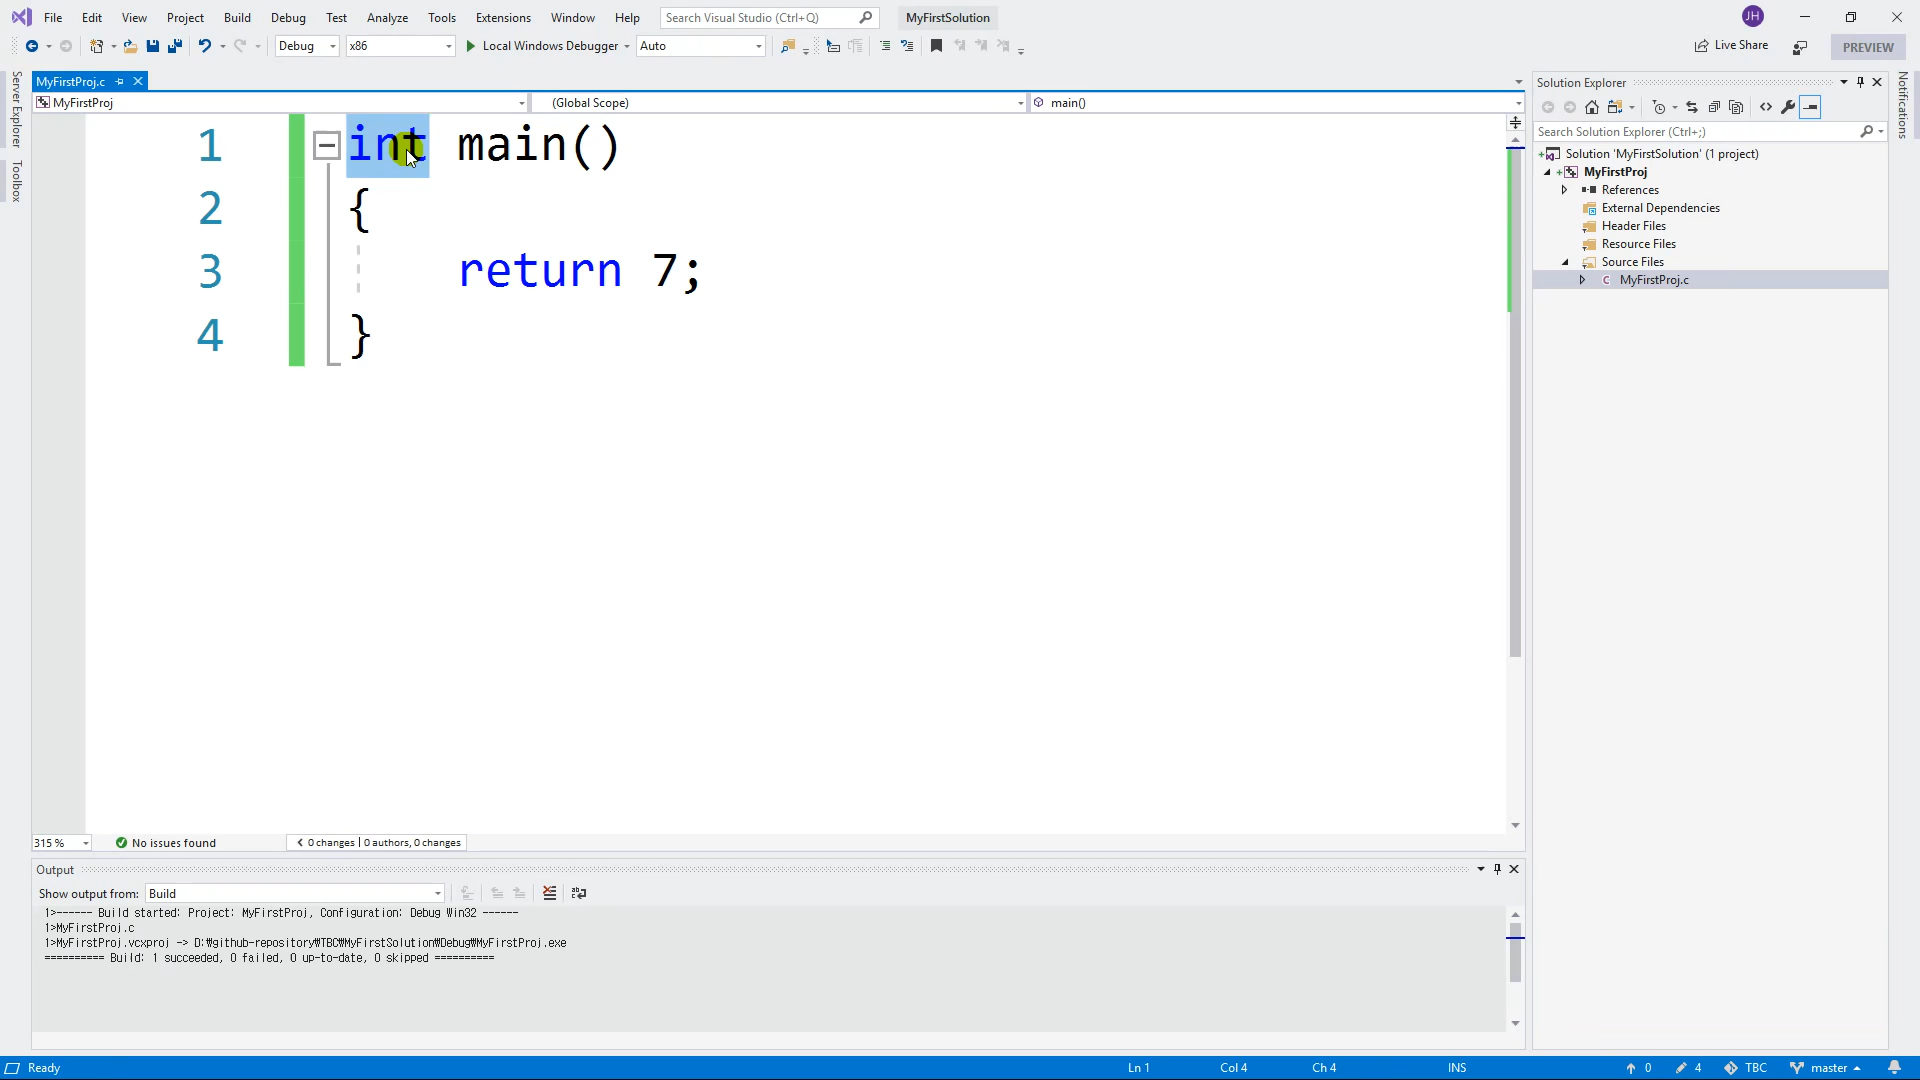 File Edit View Project Build Debug Test Analyze Tools Extensions Window Help Search Visual Studio (Ctrl+Q) MyFirstSolution JH
Debug x86 Local Windows Debugger Auto Live Share PREVIEW
Server Explorer
Toolbox
MyFirstProj.c
MyFirstProj (Global Scope) main()
1 int main()
2 {
3 return 7;
4 }
315 % No issues found 0 changes | 0 authors, 0 changes
Output
Show output from: Build
1>------ Build started: Project: MyFirstProj, Configuration: Debug Win32 ------
1>MyFirstProj.c
1>MyFirstProj.vcxproj -> D:₩github-repository₩TBC₩MyFirstSolution₩Debug₩MyFirstProj.exe
========== Build: 1 succeeded, 0 failed, 0 up-to-date, 0 skipped ==========
Solution Explorer
Search Solution Explorer (Ctrl+;)
Solution 'MyFirstSolution' (1 project)
MyFirstProj
References
External Dependencies
Header Files
Resource Files
Source Files
MyFirstProj.c
Notifications
Ready Ln 1 Col 4 Ch 4 INS 0 4 TBC master